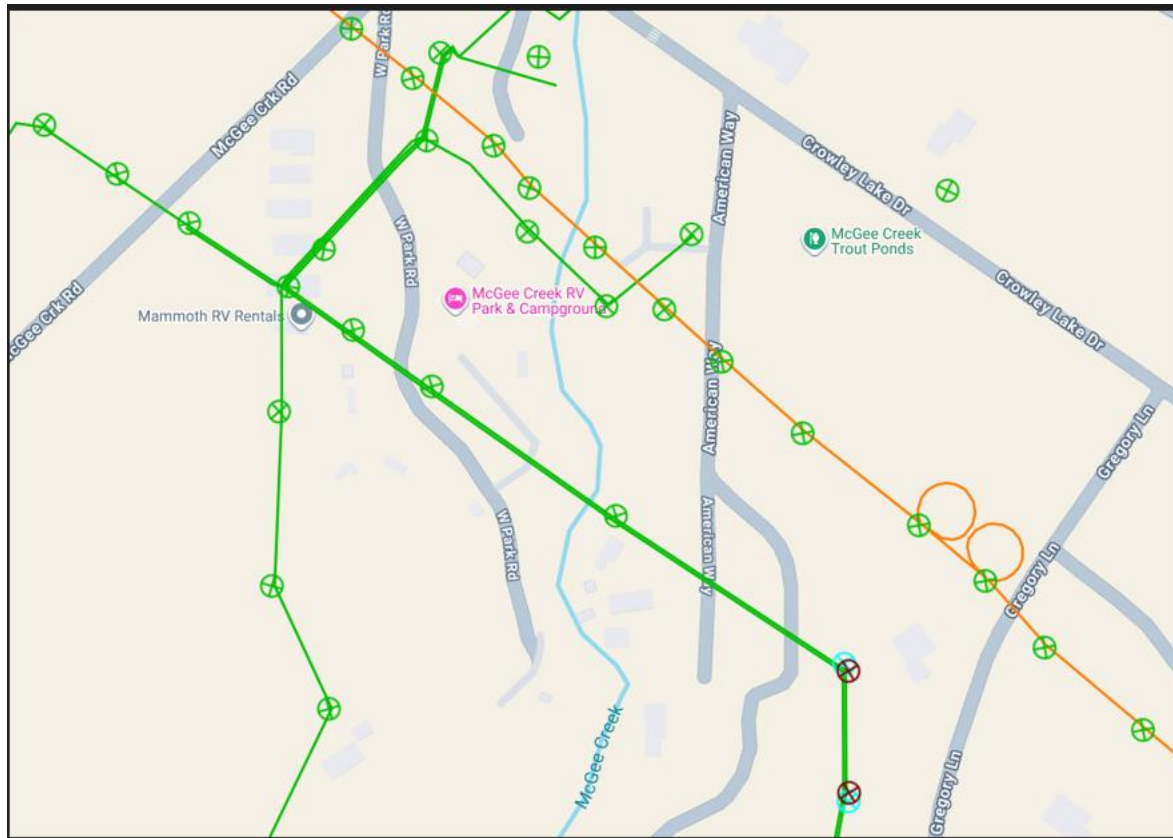 W Park Rd
McGee Crk Rd
American Way
Crowley Lake Dr
W Park Rd
McGee Creek
Trout Ponds
McGee Crk Rd
McGee Creek RV
Park & Campground
Mammoth RV Rentals
Crowley Lake Dr
American Way
Gregory Ln
W Park Rd
American Way
Gregory Ln
McGee Creek
Gregory Ln